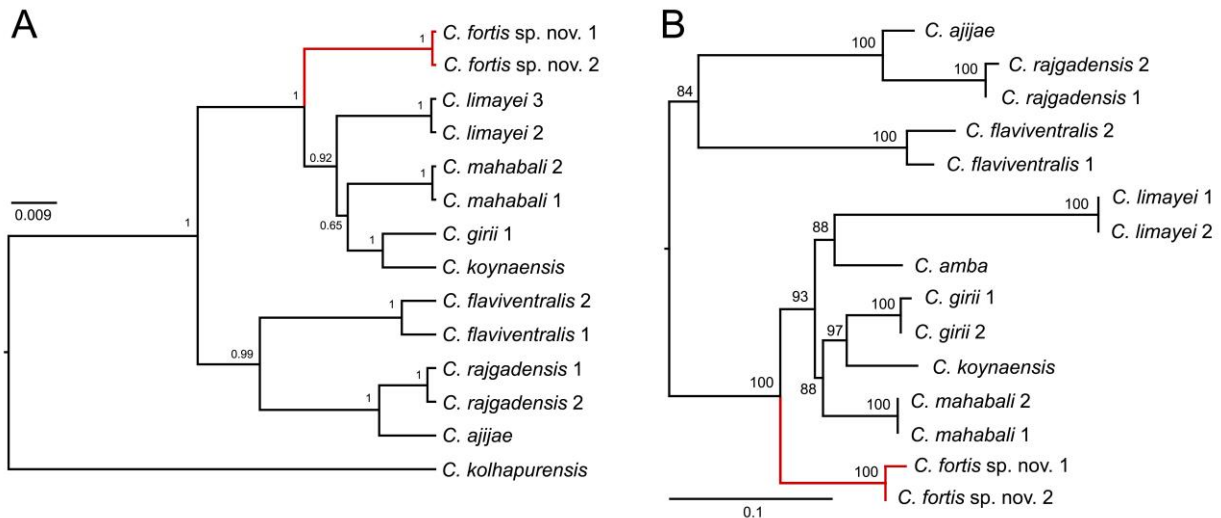 A
1
C. fortis sp. nov. 1
C. fortis sp. nov. 2
1
1
C. limayei 3
C. limayei 2
0.92
1
C. mahabali 2
C. mahabali 1
0.65
1
C. girii 1
C. koynaensis
0.009
1
1
C. flaviventralis 2
C. flaviventralis 1
0.99
1
C. rajgadensis 1
C. rajgadensis 2
1
C. ajijae
C. kolhapurensis
B
100
C. ajijae
100
C. rajgadensis 2
C. rajgadensis 1
84
100
C. flaviventralis 2
C. flaviventralis 1
100
C. limayei 1
C. limayei 2
88
C. amba
93
100
C. girii 1
C. girii 2
97
C. koynaensis
88
100
C. mahabali 2
C. mahabali 1
100
100
C. fortis sp. nov. 1
C. fortis sp. nov. 2
0.1